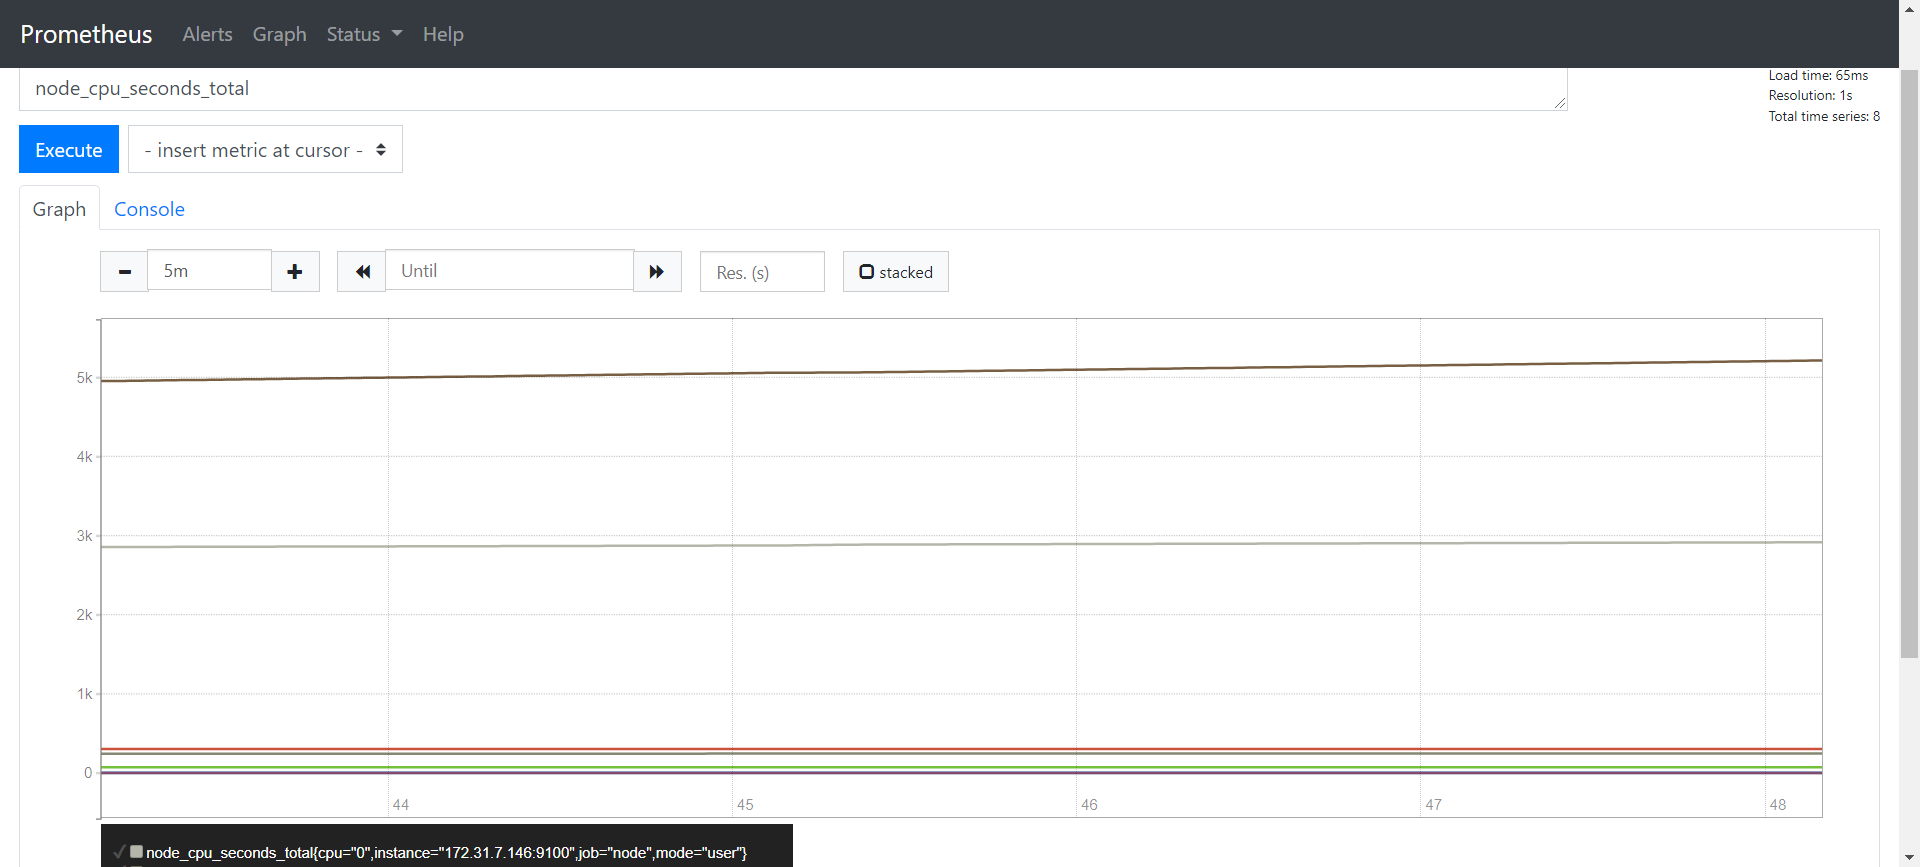 Prometheus Alerts Graph Status Help
node_cpu_seconds_total
Load time: 65ms
Resolution: 1s
Total time series: 8
Execute - insert metric at cursor -
Graph Console
5m Until Res. (s) stacked
5k
4k
3k
2k
1k
0
44 45 46 47 48
node_cpu_seconds_total{cpu="0",instance="172.31.7.146:9100",job="node",mode="user"}